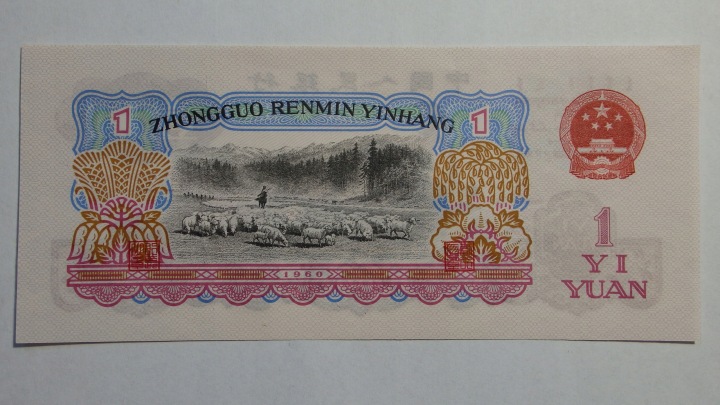 ZHONGGUO RENMIN YINHANG
1
1
1
YI
YUAN
1960